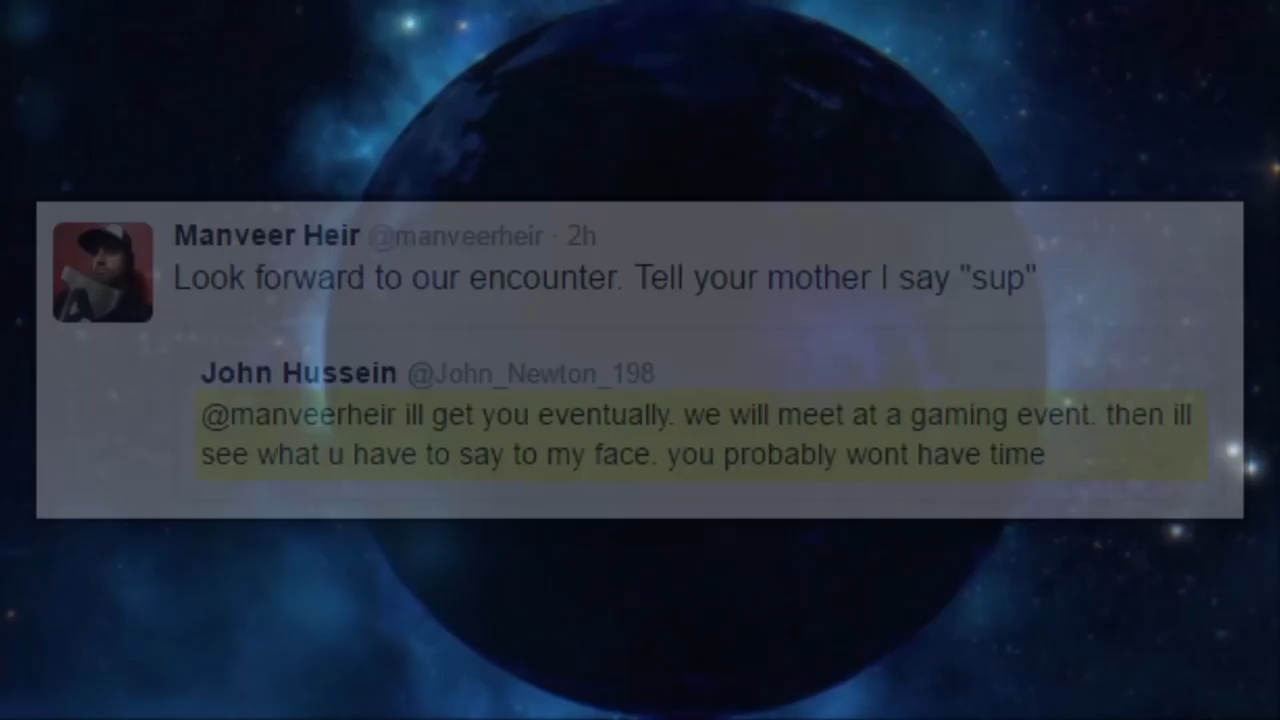 Manveer Heir @manveerheir · 2h
Look forward to our encounter. Tell your mother I say "sup"
John Hussein @John_Newton_198
@manveerheir ill get you eventually. we will meet at a gaming event. then ill
see what u have to say to my face. you probably wont have time